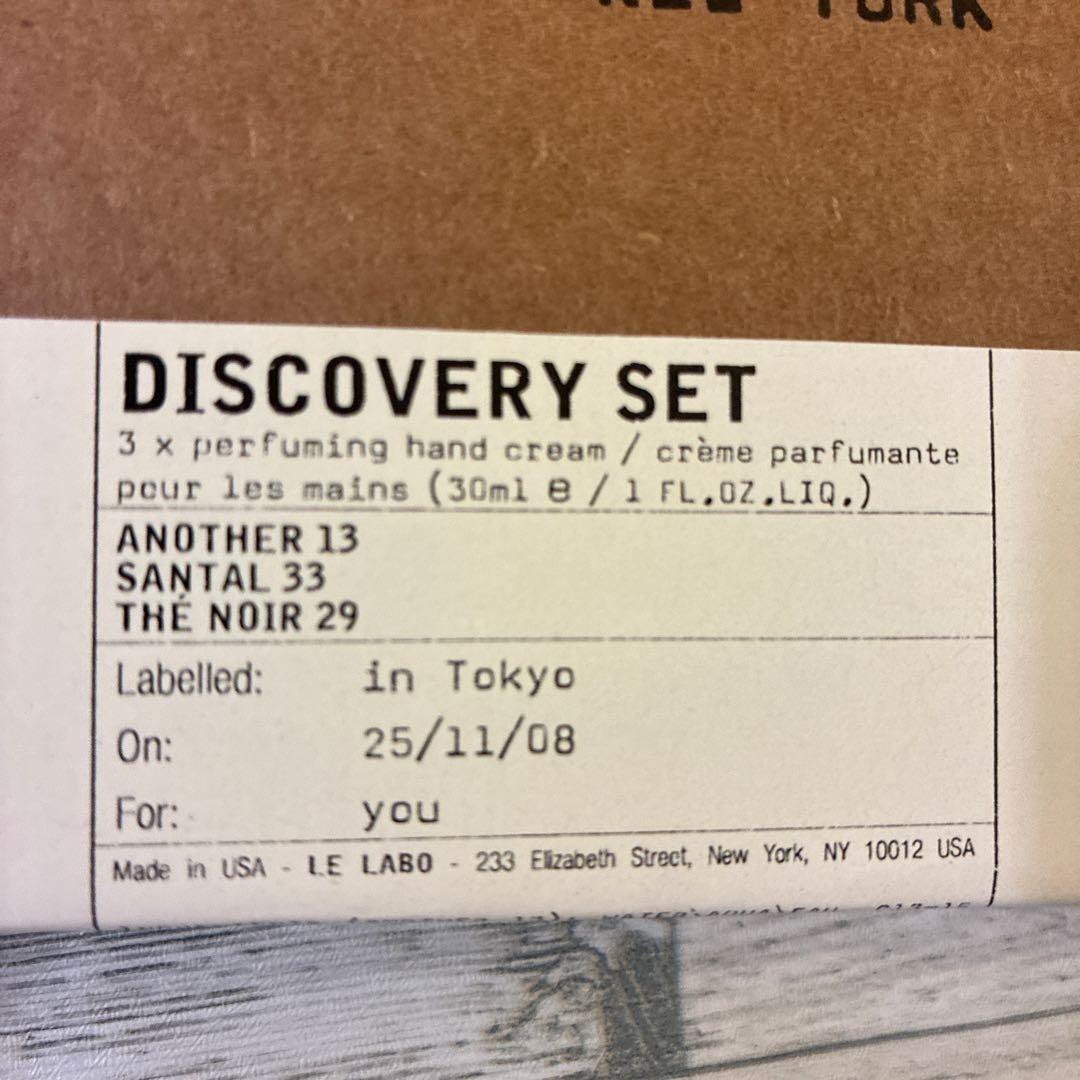 NEW YORK
DISCOVERY SET
3 x perfuming hand cream / crème parfumante
pour les mains (30ml e / 1 FL.OZ.LIQ.)
ANOTHER 13
SANTAL 33
THÉ NOIR 29
Labelled: in Tokyo
On: 25/11/08
For: you
Made in USA - LE LABO - 233 Elizabeth Street, New York, NY 10012 USA